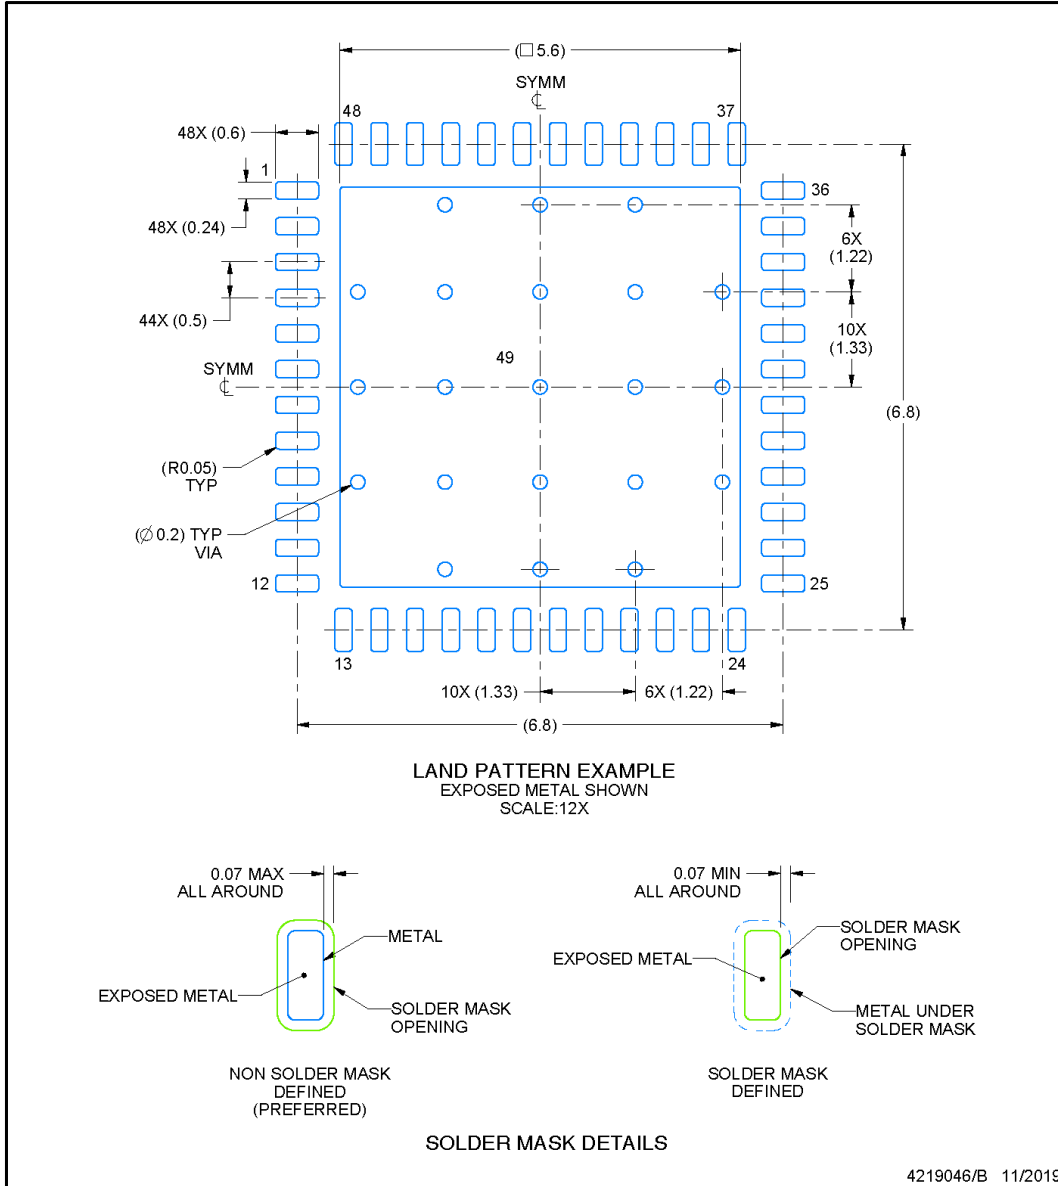 (□ 5.6)
SYMM
℄
48
37
48X (0.6)
1
36
48X (0.24)
6X
(1.22)
44X (0.5)
10X
(1.33)
49
SYMM
℄
(6.8)
(R0.05)
TYP
(∅ 0.2) TYP
VIA
12
25
13
24
10X (1.33)
6X (1.22)
(6.8)
LAND PATTERN EXAMPLE
EXPOSED METAL SHOWN
SCALE:12X
0.07 MAX
ALL AROUND
METAL
EXPOSED METAL
SOLDER MASK
OPENING
NON SOLDER MASK
DEFINED
(PREFERRED)
0.07 MIN
ALL AROUND
SOLDER MASK
OPENING
EXPOSED METAL
METAL UNDER
SOLDER MASK
SOLDER MASK
DEFINED
SOLDER MASK DETAILS
4219046/B 11/2019